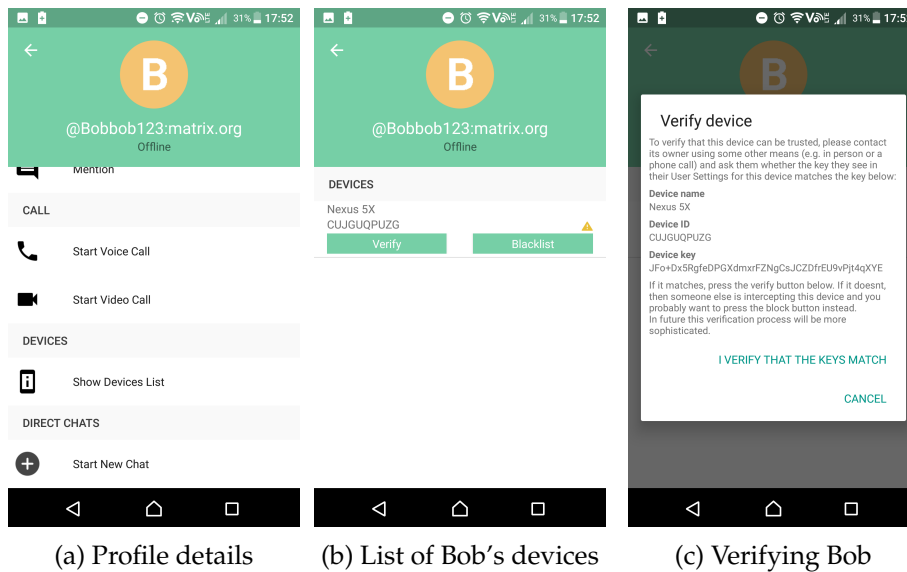 31% 17:52
B
@Bobbob123:matrix.org
Offline
Mention
CALL
Start Voice Call
Start Video Call
DEVICES
Show Devices List
DIRECT CHATS
Start New Chat
(a) Profile details
31% 17:52
B
@Bobbob123:matrix.org
Offline
DEVICES
Nexus 5X
CUJGUQPUZG
Verify Blacklist
(b) List of Bob's devices
31% 17:5
B
Verify device
To verify that this device can be trusted, please contact
its owner using some other means (e.g. in person or a
phone call) and ask them whether the key they see in
their User Settings for this device matches the key below:
Device name
Nexus 5X
Device ID
CUJGUQPUZG
Device key
JFo+Dx5RgfeDPGXdmxrFZNgCsJCZDfrEU9vPjt4qXYE
If it matches, press the verify button below. If it doesnt,
then someone else is intercepting this device and you
probably want to press the block button instead.
In future this verification process will be more
sophisticated.
I VERIFY THAT THE KEYS MATCH
CANCEL
(c) Verifying Bob